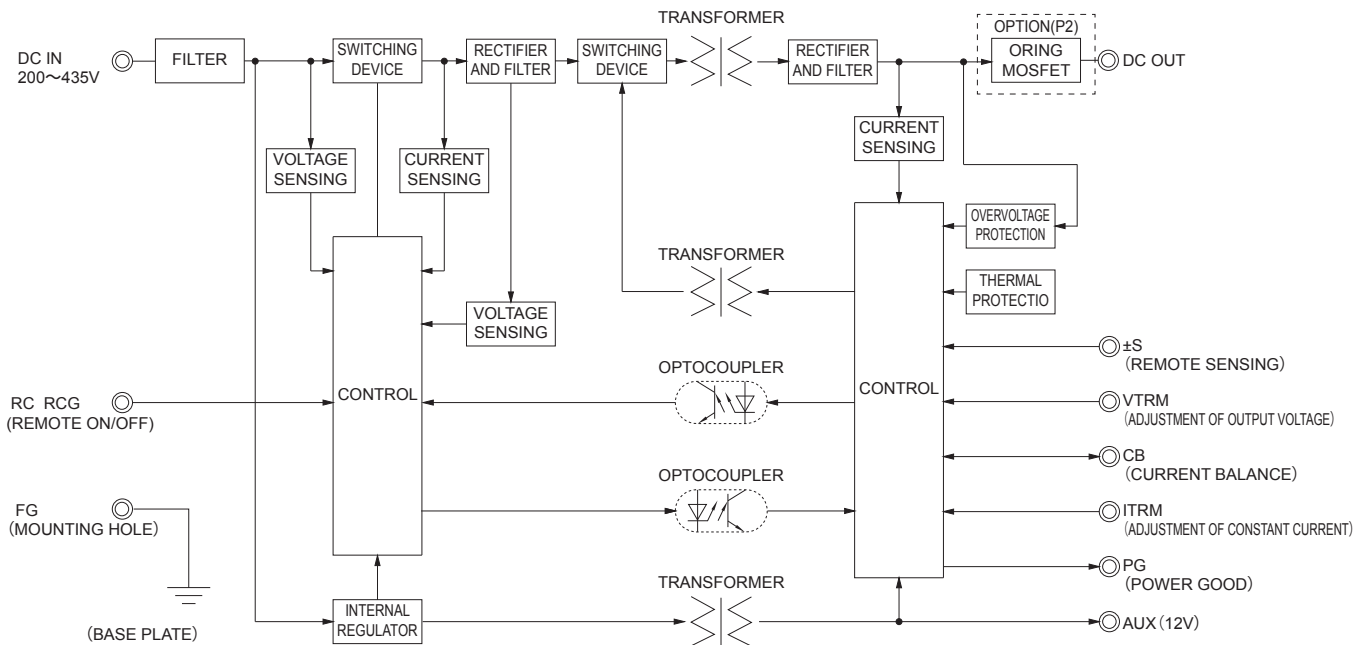 TRANSFORMER
OPTION(P2)
DC IN
200〜435V
FILTER
SWITCHING
DEVICE
RECTIFIER
AND FILTER
SWITCHING
DEVICE
RECTIFIER
AND FILTER
ORING
MOSFET
DC OUT
VOLTAGE
SENSING
CURRENT
SENSING
CURRENT
SENSING
OVERVOLTAGE
PROTECTION
TRANSFORMER
THERMAL
PROTECTIO
VOLTAGE
SENSING
±S
(REMOTE SENSING)
OPTOCOUPLER
CONTROL
CONTROL
RC RCG
(REMOTE ON/OFF)
VTRM
(ADJUSTMENT OF OUTPUT VOLTAGE)
CB
(CURRENT BALANCE)
OPTOCOUPLER
FG
(MOUNTING HOLE)
ITRM
(ADJUSTMENT OF CONSTANT CURRENT)
PG
(POWER GOOD)
TRANSFORMER
INTERNAL
REGULATOR
AUX(12V)
(BASE PLATE)